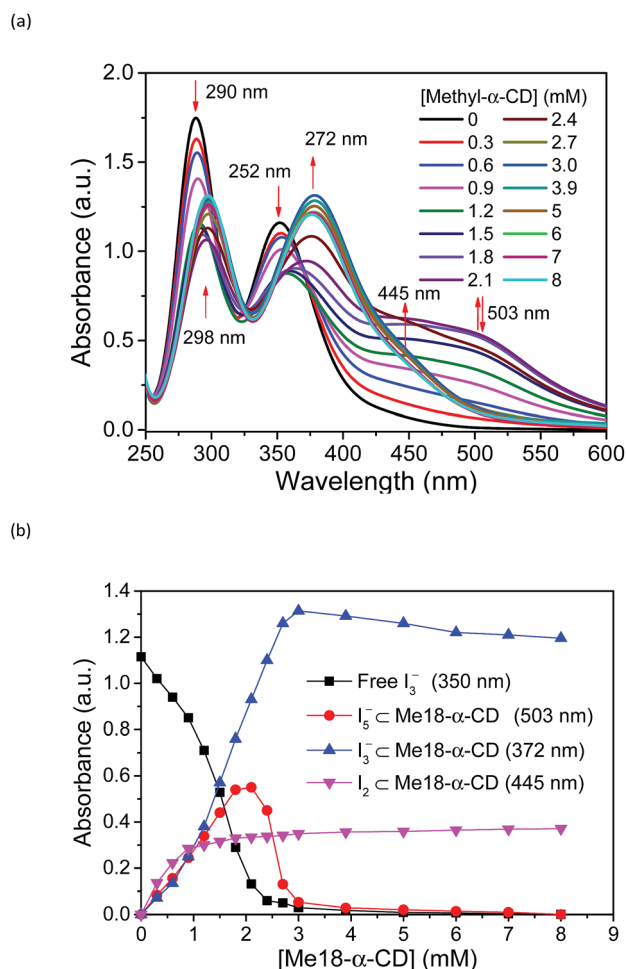 (a)
2.0
1.5
1.0
0.5
0.0
Absorbance (a.u.)
290 nm
252 nm
272 nm
298 nm
445 nm
503 nm
[Methyl-α-CD] (mM)
0 2.4
0.3 2.7
0.6 3.0
0.9 3.9
1.2 5
1.5 6
1.8 7
2.1 8
250 300 350 400 450 500 550 600
Wavelength (nm)
(b)
1.4
1.2
1.0
0.8
0.6
0.4
0.2
0.0
Absorbance (a.u.)
Free I₃⁻ (350 nm)
I₅⁻ ⊂ Me18-α-CD (503 nm)
I₃⁻ ⊂ Me18-α-CD (372 nm)
I₂ ⊂ Me18-α-CD (445 nm)
0 1 2 3 4 5 6 7 8 9
[Me18-α-CD] (mM)